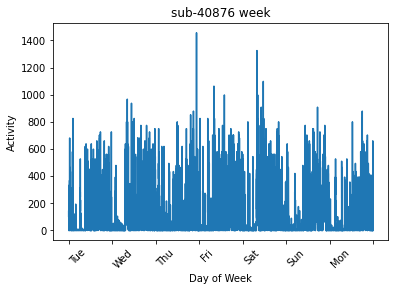 sub-40876 week
1400
1200
1000
800
600
400
200
0
Activity
Tue
Wed
Thu
Fri
Sat
Sun
Mon
Day of Week